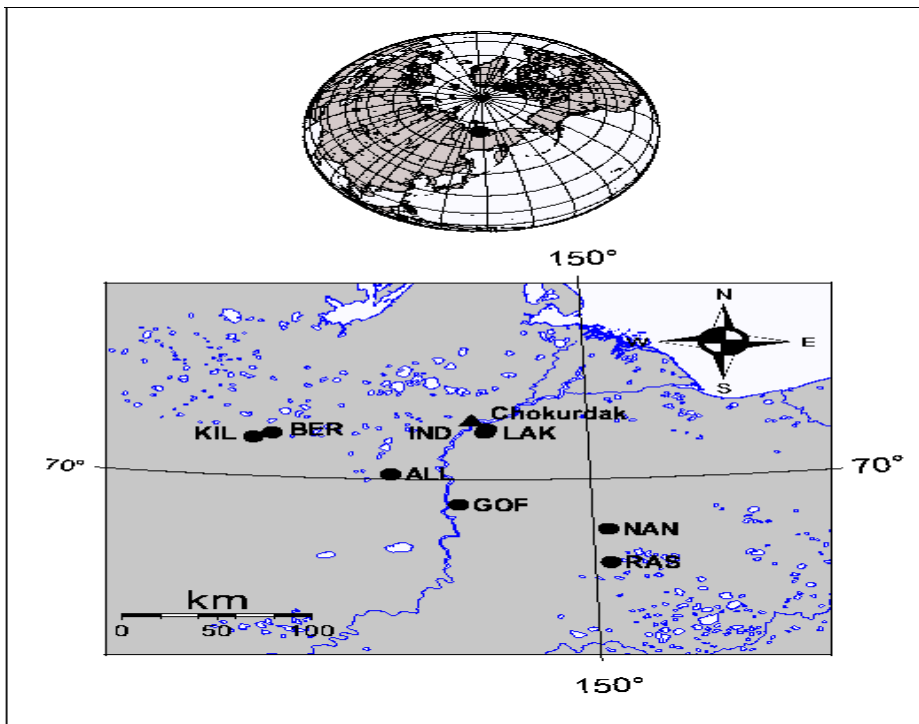 150°
N
W E
S
Chokurdak
KIL BER IND LAK
70° 70°
ALL
GOF
NAN
RAS
km
0 50 100
150°